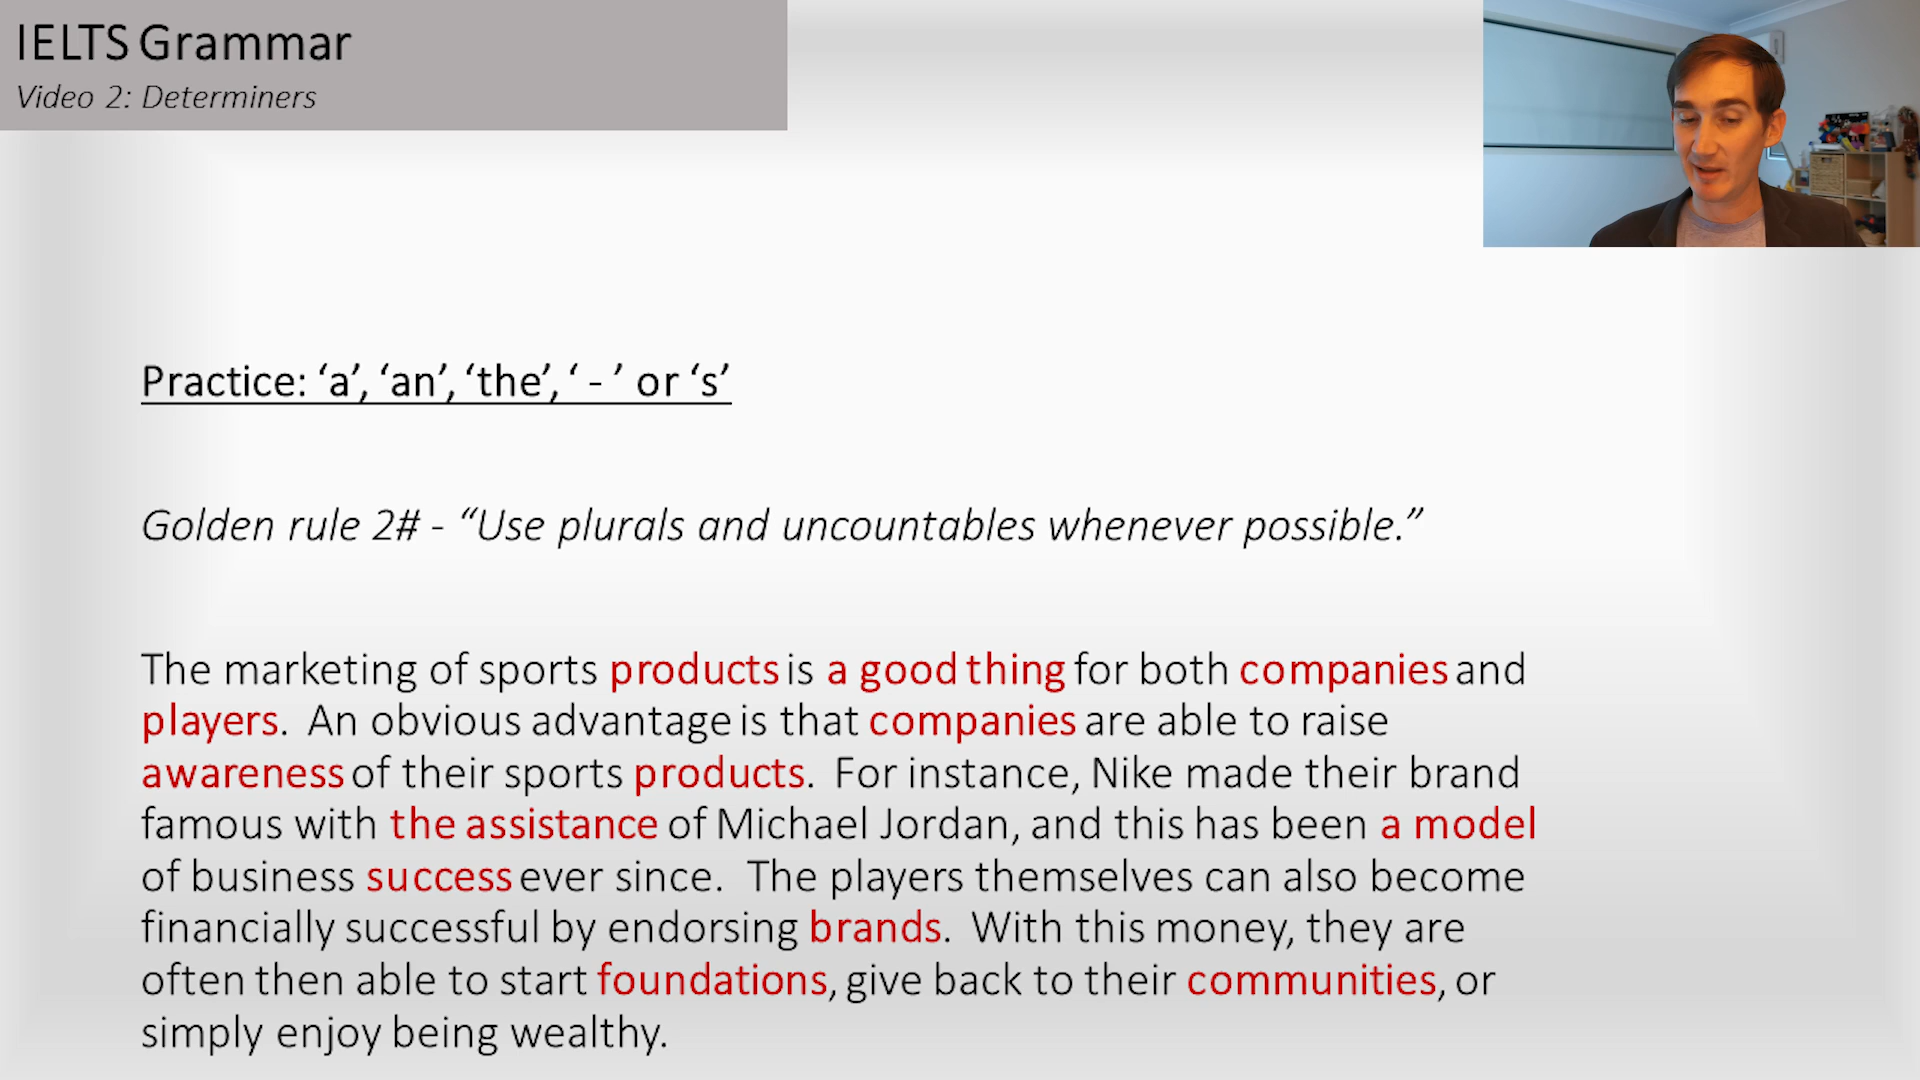 IELTS Grammar
Video 2: Determiners
Practice: ‘a’, ‘an’, ‘the’, ‘ - ’ or ‘s’
Golden rule 2# - “Use plurals and uncountables whenever possible.”
The marketing of sports products is a good thing for both companies and
players. An obvious advantage is that companies are able to raise
awareness of their sports products. For instance, Nike made their brand
famous with the assistance of Michael Jordan, and this has been a model
of business success ever since. The players themselves can also become
financially successful by endorsing brands. With this money, they are
often then able to start foundations, give back to their communities, or
simply enjoy being wealthy.